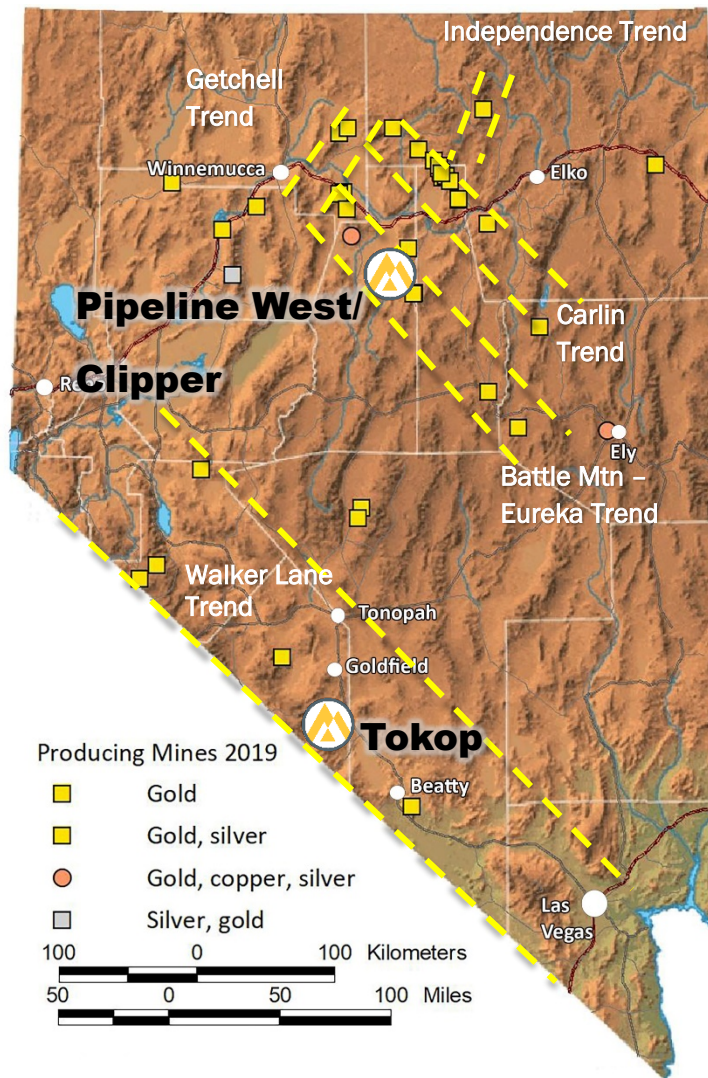 Independence Trend
Getchell
Trend
Winnemucca
Elko
Pipeline West/
Clipper
Carlin
Trend
Ely
Battle Mtn –
Eureka Trend
Walker Lane
Trend
Tonopah
Goldfield
Tokop
Beatty
Las
Vegas
Producing Mines 2019
Gold
Gold, silver
Gold, copper, silver
Silver, gold
100 0 100 Kilometers
50 0 50 100 Miles